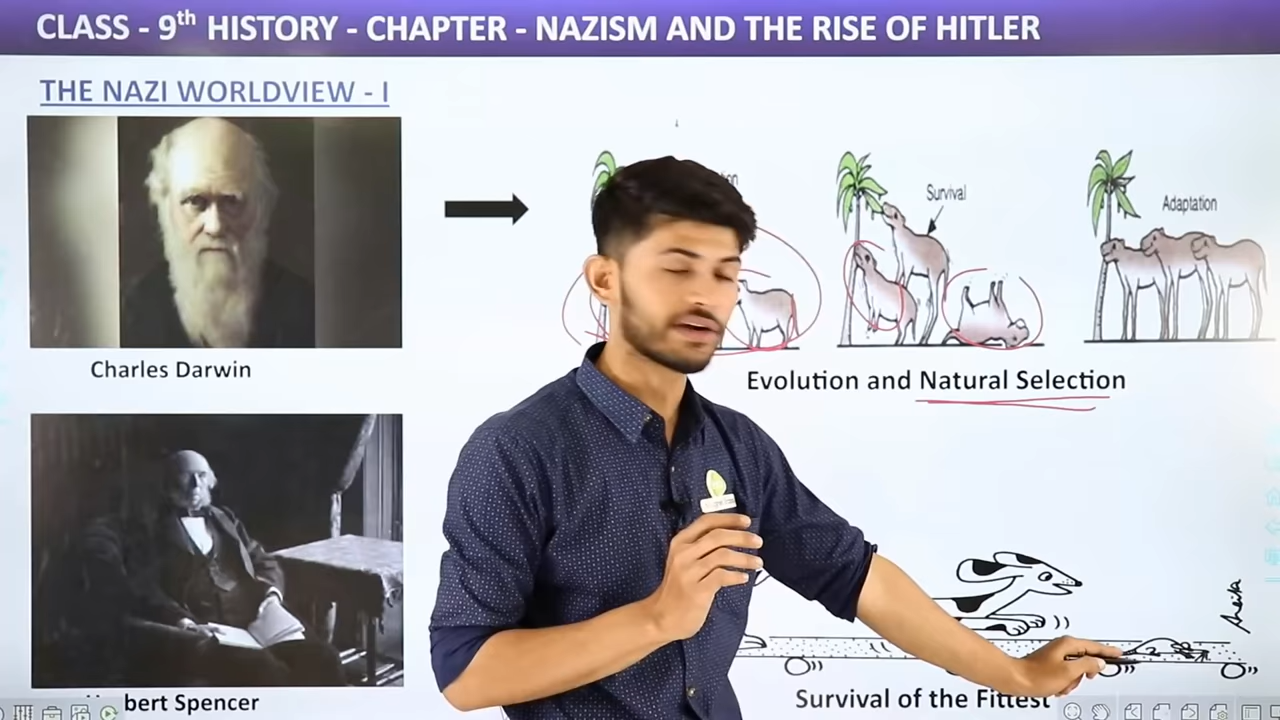 CLASS - 9th HISTORY - CHAPTER - NAZISM AND THE RISE OF HITLER
THE NAZI WORLDVIEW - I
Survival
Adaptation
Charles Darwin
Evolution and Natural Selection
bert Spencer
Survival of the Fittest